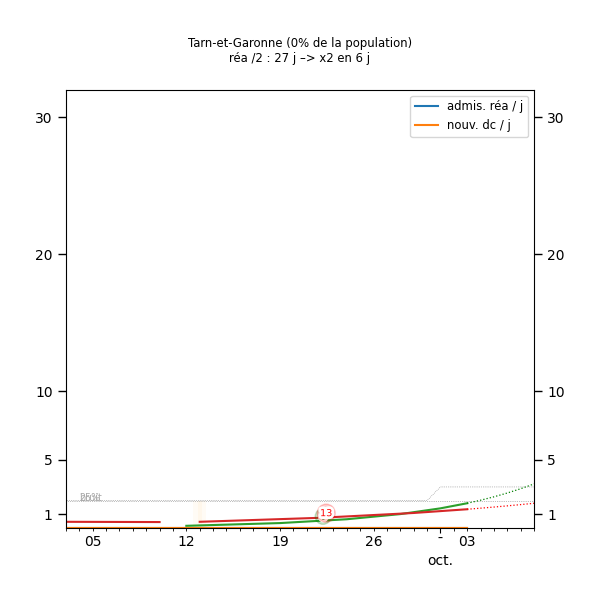 Tarn-et-Garonne (0% de la population)
réa /2 : 27 j –> x2 en 6 j
admis. réa / j
nouv. dc / j
30 30
20 20
10 10
5 5
1 1
13
05 12 19 26 - 03
oct.